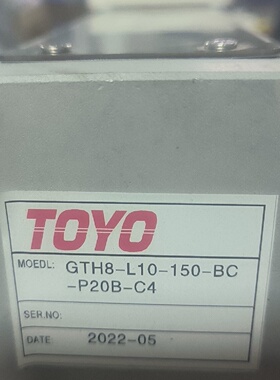 TOYO
MOEDL: GTH8-L10-150-BC
-P20B-C4
SER.NO:
DATE: 2022-05